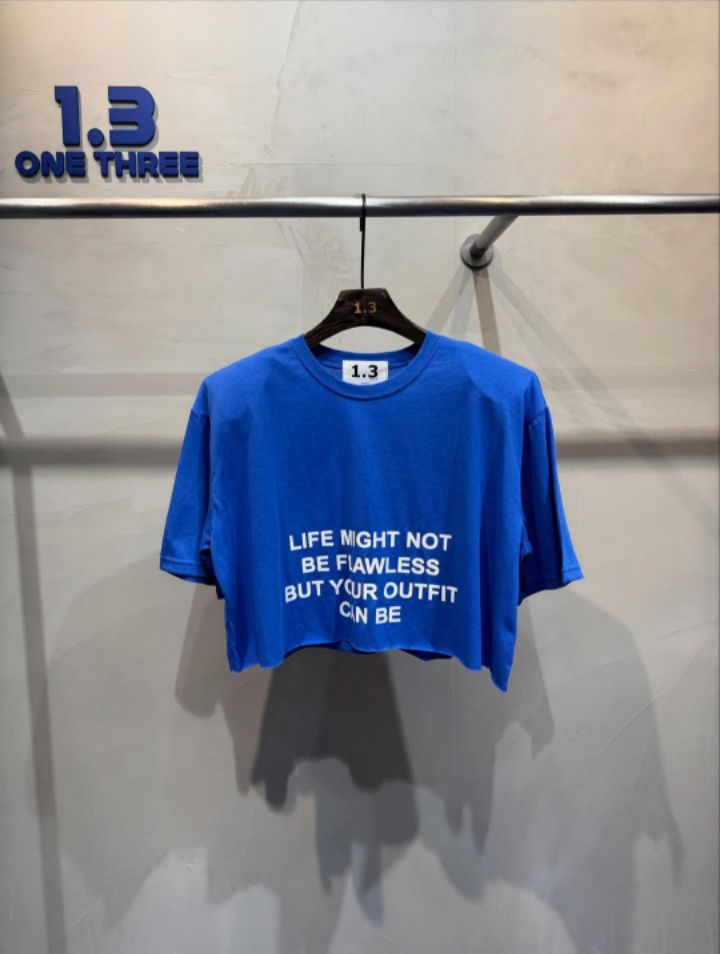 1.3
ONE THREE
1.3
1.3
LIFE MIGHT NOT
BE FLAWLESS
BUT YOUR OUTFIT
CAN BE